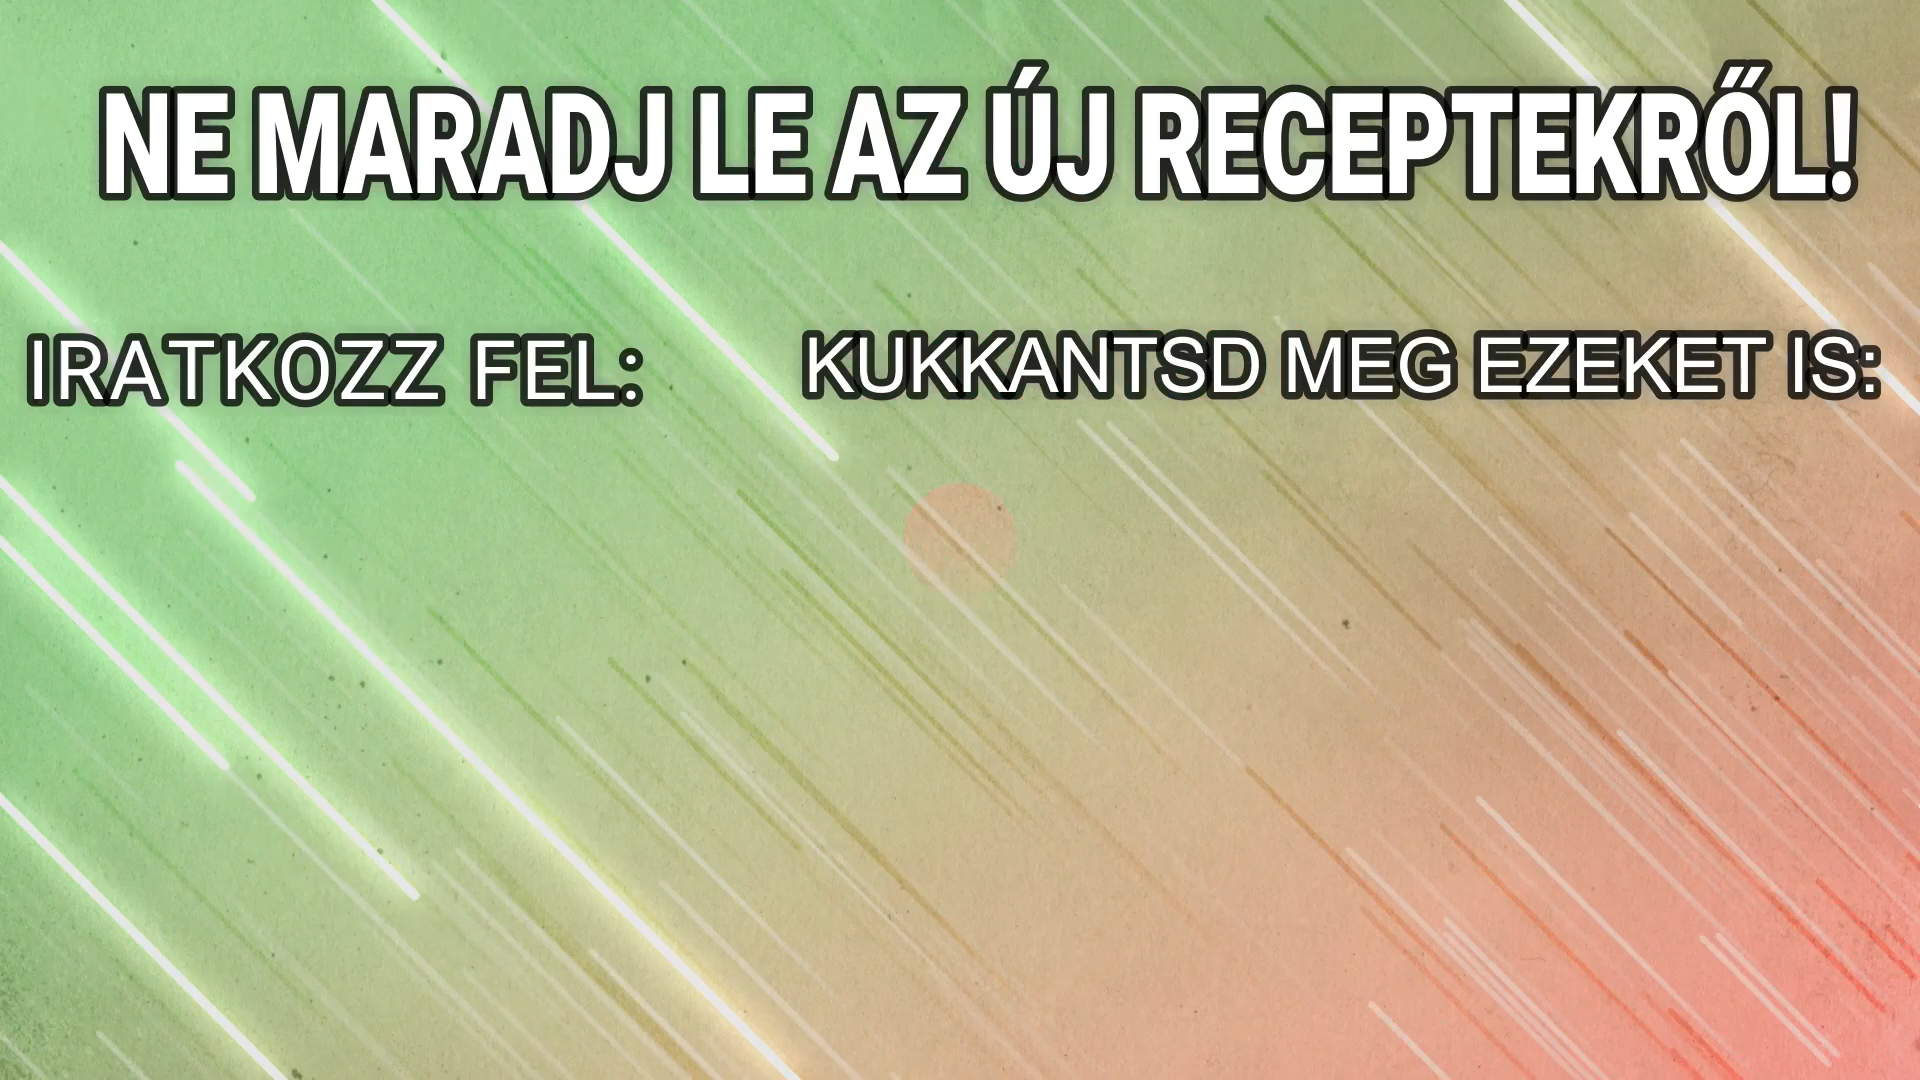 NE MARADJ LE AZ ÚJ RECEPTEKRŐL!
IRATKOZZ FEL:
KUKKANTSD MEG EZEKET IS: